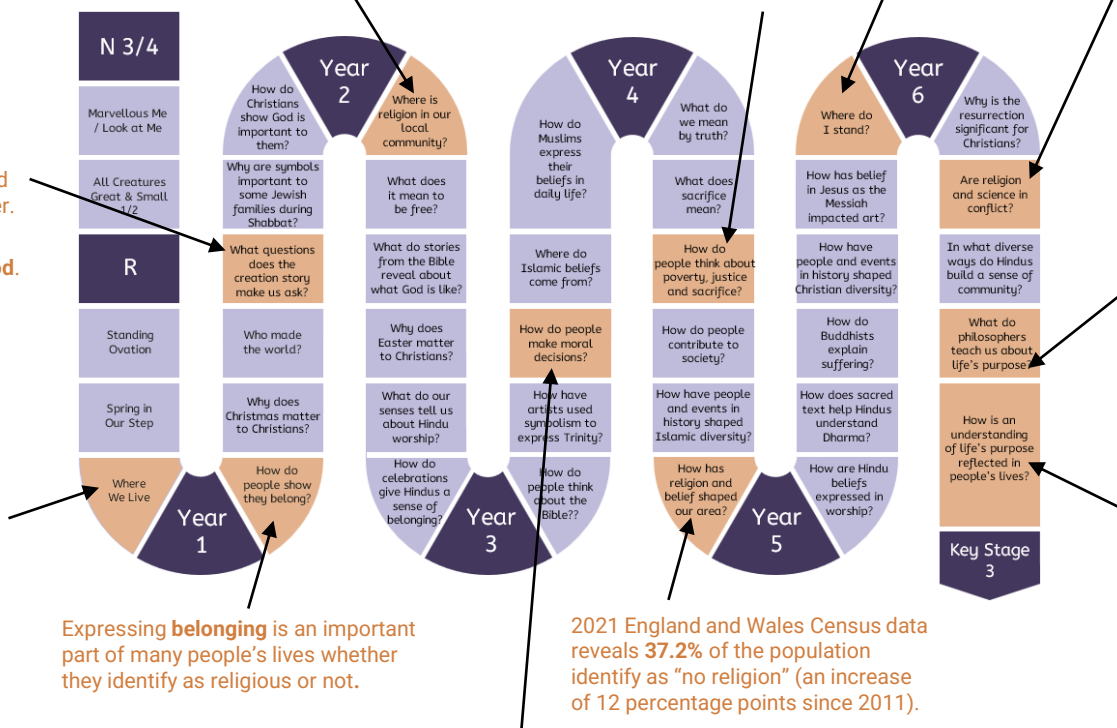 N 3/4
Marvellous Me
/ Look at Me
All Creatures
Great & Small
1/2
R
Standing
Ovation
Spring in
Our Step
Where
We Live
Year
1
How do
people show
they belong?
Why does
Christmas matter
to Christians?
Who made
the world?
What questions
does the
creation story
make us ask?
Why are symbols
important to
some Jewish
families during
Shabbat?
How do
Christians
show God is
important to
them?
Year
2
Where is
religion in our
local
community?
What does
it mean to
be free?
What do stories
from the Bible
reveal about
what God is like?
Why does
Easter matter
to Christians?
What do our
senses tell us
about Hindu
worship?
How do
celebrations
give Hindus a
sense of
belonging?
Year
3
How do
people think
about the
Bible??
How have
artists used
symbolism to
express Trinity?
How do people
make moral
decisions?
Where do
Islamic beliefs
come from?
How do
Muslims
express
their
beliefs in
daily life?
Year
4
What do
we mean
by truth?
What does
sacrifice
mean?
How do
people think about
poverty, justice
and sacrifice?
How do people
contribute to
society?
How have people
and events in
history shaped
Islamic diversity?
How has
religion and
belief shaped
our area?
Year
5
How are Hindu
beliefs
expressed in
worship?
How does sacred
text help Hindus
understand
Dharma?
How do
Buddhists
explain
suffering?
How have
people and events
in history shaped
Christian diversity?
How has belief
in Jesus as the
Messiah
impacted art?
Where do
I stand?
Year
6
Why is the
resurrection
significant for
Christians?
Are religion
and science in
conflict?
In what diverse
ways do Hindus
build a sense of
community?
What do
philosophers
teach us about
life's purpose?
How is an
understanding
of life's purpose
reflected in
people's lives?
Key Stage
3
Expressing belonging is an important
part of many people's lives whether
they identify as religious or not.
2021 England and Wales Census data
reveals 37.2% of the population
identify as "no religion" (an increase
of 12 percentage points since 2011).